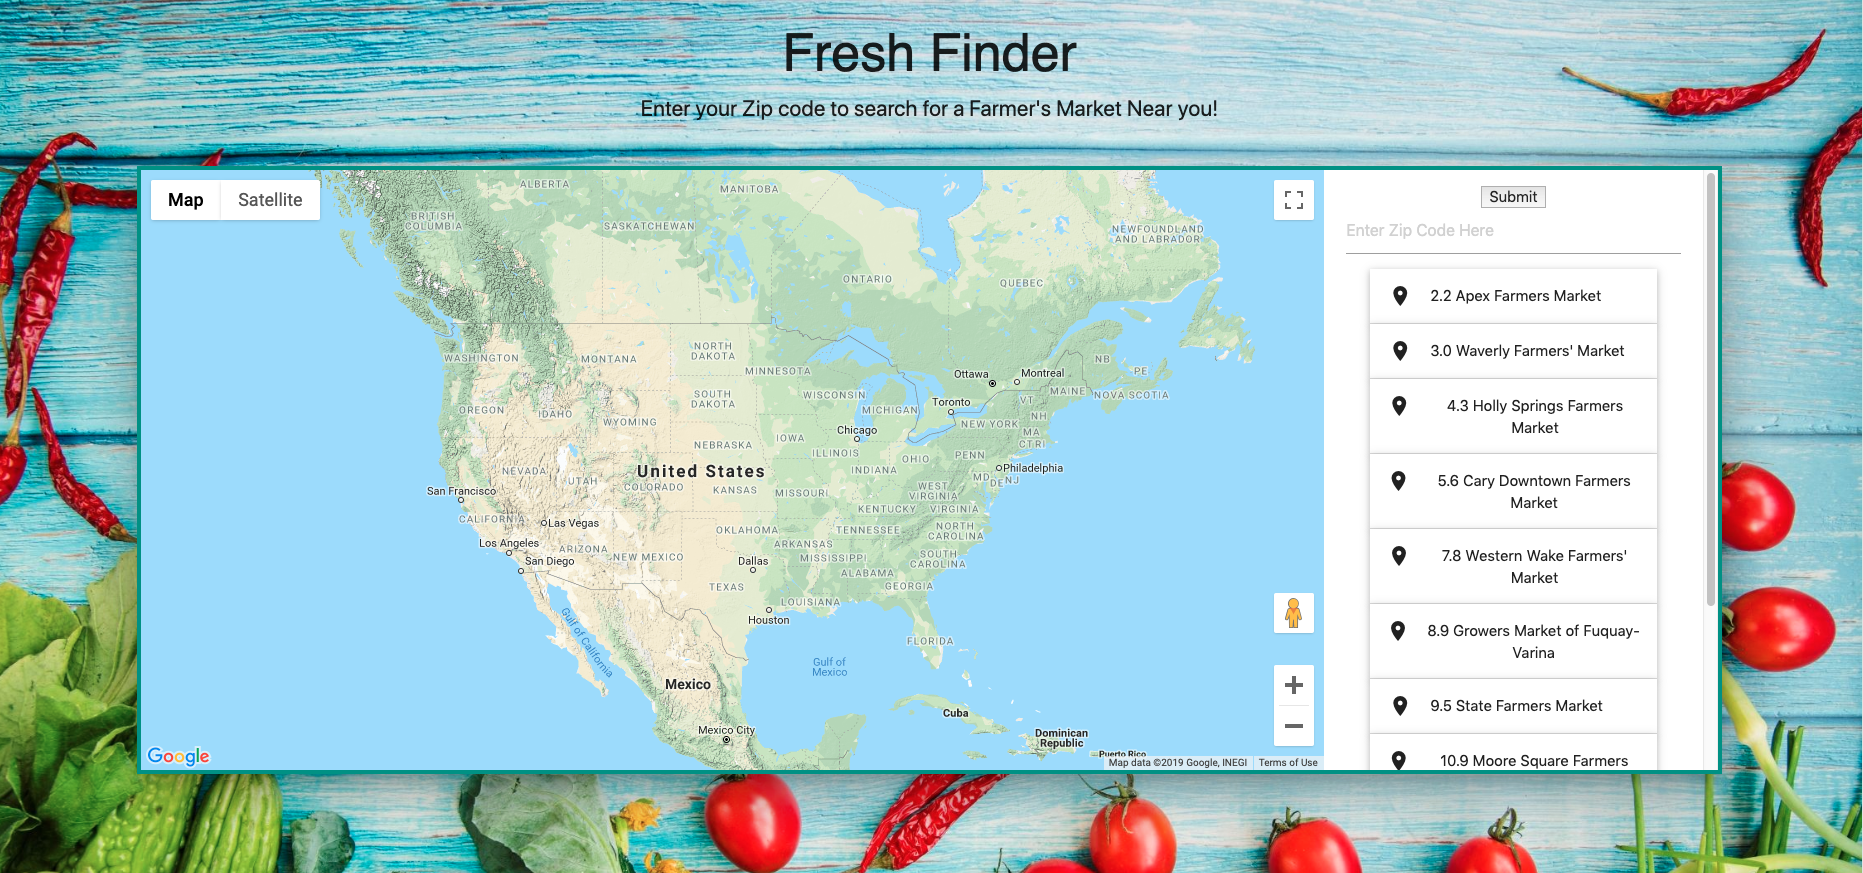 Fresh Finder
Enter your Zip code to search for a Farmer's Market Near you!
Map
Satellite
ALBERTA
MANITOBA
BRITISH
COLUMBIA
SASKATCHEWAN
NEWFOUNDLAND
AND LABRADOR
ONTARIO
QUEBEC
WASHINGTON
MONTANA
NORTH
DAKOTA
MINNESOTA
Ottawa
Montreal
NB
PE
MAINE
NOVA SCOTIA
OREGON
IDAHO
SOUTH
DAKOTA
WISCONSIN
MICHIGAN
Toronto
VT
NH
WYOMING
Chicago
NEW YORK
MA
CT
RI
NEBRASKA
IOWA
ILLINOIS
INDIANA
OHIO
PENN
Philadelphia
NEVADA
United States
UTAH
COLORADO
KANSAS
MISSOURI
WEST
VIRGINIA
MD
DE
NJ
San Francisco
KENTUCKY
VIRGINIA
CALIFORNIA
Las Vegas
OKLAHOMA
TENNESSEE
NORTH
CAROLINA
Los Angeles
ARIZONA
NEW MEXICO
ARKANSAS
MISSISSIPPI
SOUTH
CAROLINA
San Diego
Dallas
ALABAMA
TEXAS
GEORGIA
LOUISIANA
Houston
Gulf of California
FLORIDA
Gulf of
Mexico
Mexico
Cuba
Mexico City
Dominican
Republic
Puerto Rico
Google
Map data ©2019 Google, INEGI
Terms of Use
Submit
Enter Zip Code Here
2.2 Apex Farmers Market
3.0 Waverly Farmers' Market
4.3 Holly Springs Farmers
Market
5.6 Cary Downtown Farmers
Market
7.8 Western Wake Farmers'
Market
8.9 Growers Market of Fuquay-
Varina
9.5 State Farmers Market
10.9 Moore Square Farmers